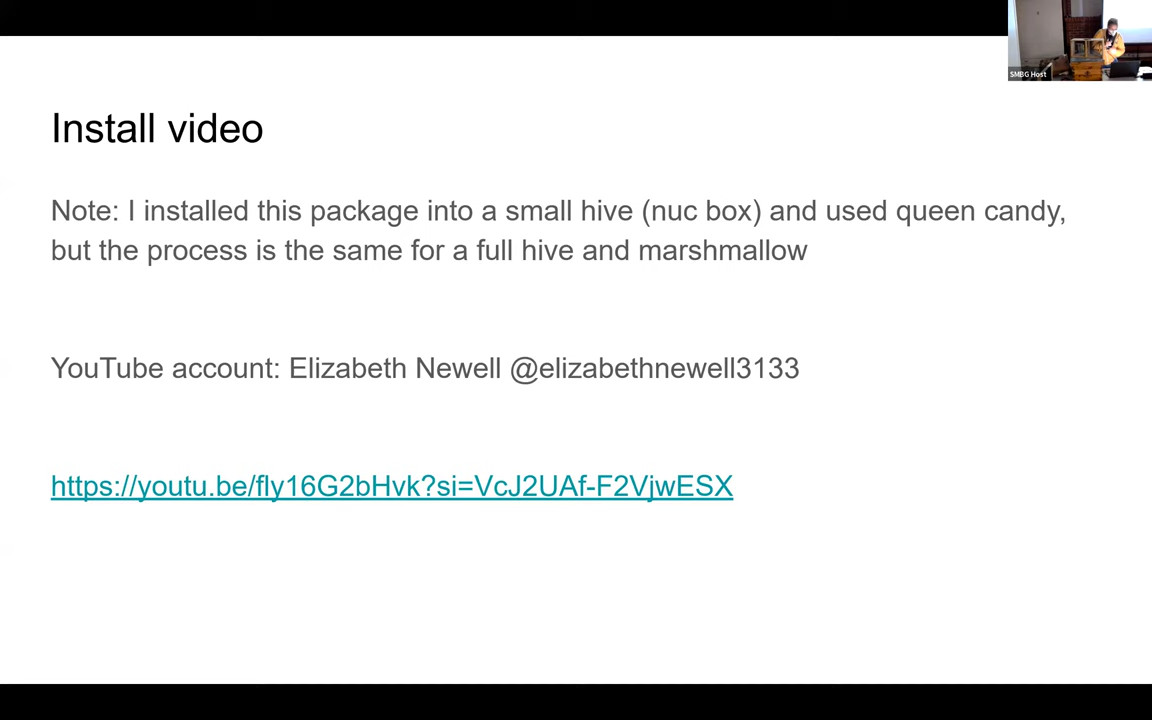 SMBG Host
Install video
Note: I installed this package into a small hive (nuc box) and used queen candy,
but the process is the same for a full hive and marshmallow
YouTube account: Elizabeth Newell @elizabethnewell3133
https://youtu.be/fly16G2bHvk?si=VcJ2UAf-F2VjwESX